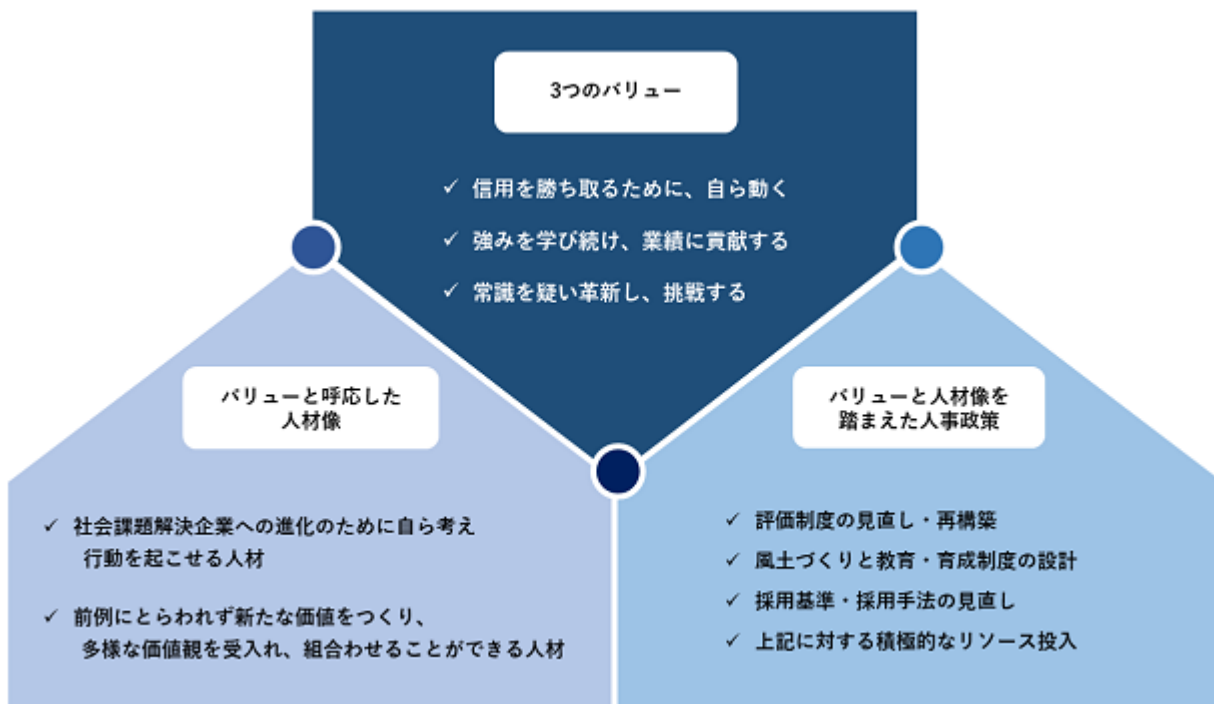 3つのバリュー
✓ 信用を勝ち取るために、自ら動く
✓ 強みを学び続け、業績に貢献する
✓ 常識を疑い革新し、挑戦する
バリューと呼応した
人材像
✓ 社会課題解決企業への進化のために自ら考え
行動を起こせる人材
✓ 前例にとらわれず新たな価値をつくり、
多様な価値観を受入れ、組合わせることができる人材
バリューと人材像を
踏まえた人事政策
✓ 評価制度の見直し・再構築
✓ 風土づくりと教育・育成制度の設計
✓ 採用基準・採用手法の見直し
✓ 上記に対する積極的なリソース投入